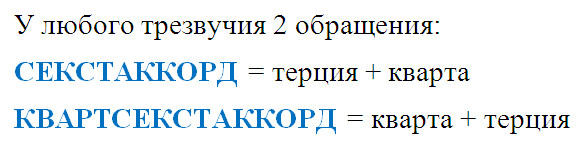 У любого трезвучия 2 обращения:
СЕКСТАККОРД = терция + кварта
КВАРТСЕКСТАККОРД = кварта + терция